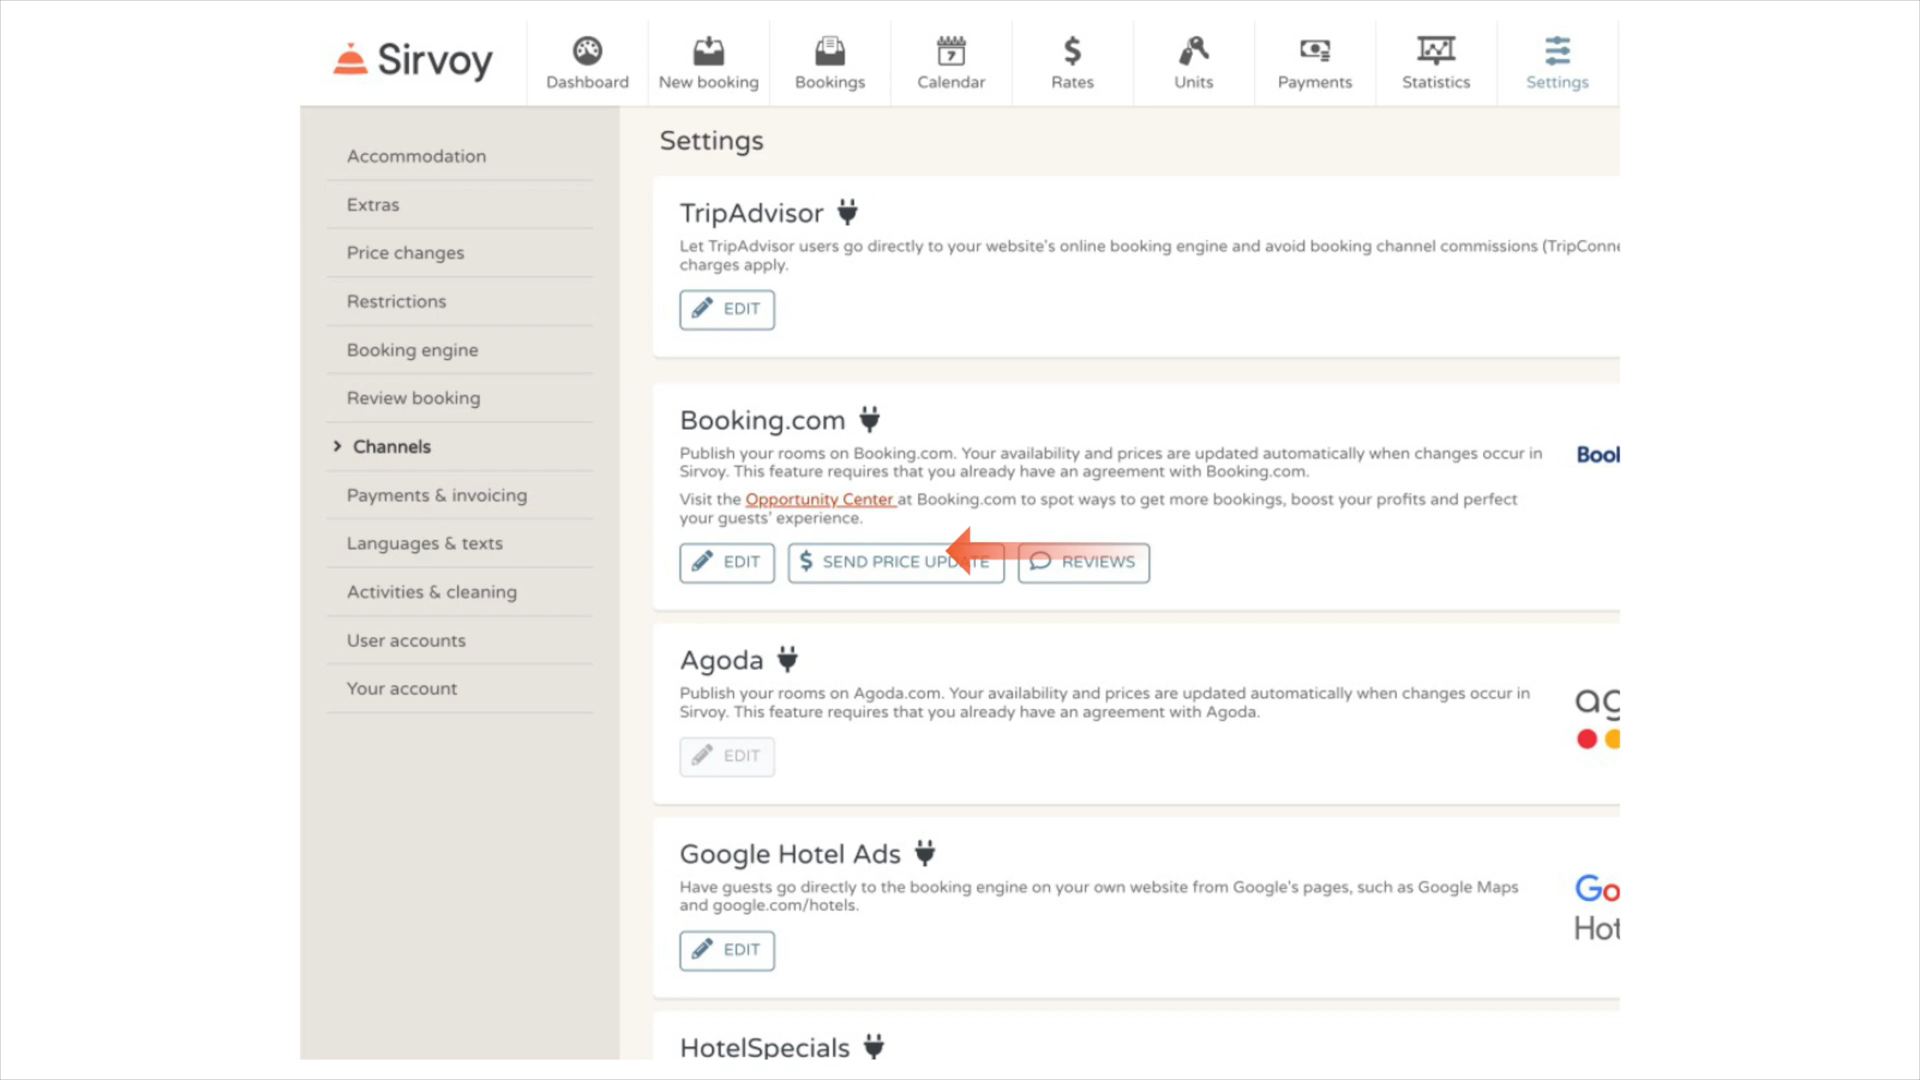 Sirvoy
Dashboard
New booking
Bookings
7
Calendar
$
Rates
Units
Payments
Statistics
Settings
Accommodation
Extras
Price changes
Restrictions
Booking engine
Review booking
Channels
Payments & invoicing
Languages & texts
Activities & cleaning
User accounts
Your account
Settings
TripAdvisor
Let TripAdvisor users go directly to your website's online booking engine and avoid booking channel commissions (TripConne
charges apply.
EDIT
Booking.com
Publish your rooms on Booking.com. Your availability and prices are updated automatically when changes occur in
Sirvoy. This feature requires that you already have an agreement with Booking.com.
Visit the Opportunity Center at Booking.com to spot ways to get more bookings, boost your profits and perfect
your guests' experience.
Bool
EDIT
$ SEND PRICE UPDATE
REVIEWS
Agoda
Publish your rooms on Agoda.com. Your availability and prices are updated automatically when changes occur in
Sirvoy. This feature requires that you already have an agreement with Agoda.
ag
EDIT
Google Hotel Ads
Have guests go directly to the booking engine on your own website from Google's pages, such as Google Maps
and google.com/hotels.
Go
Hot
EDIT
HotelSpecials